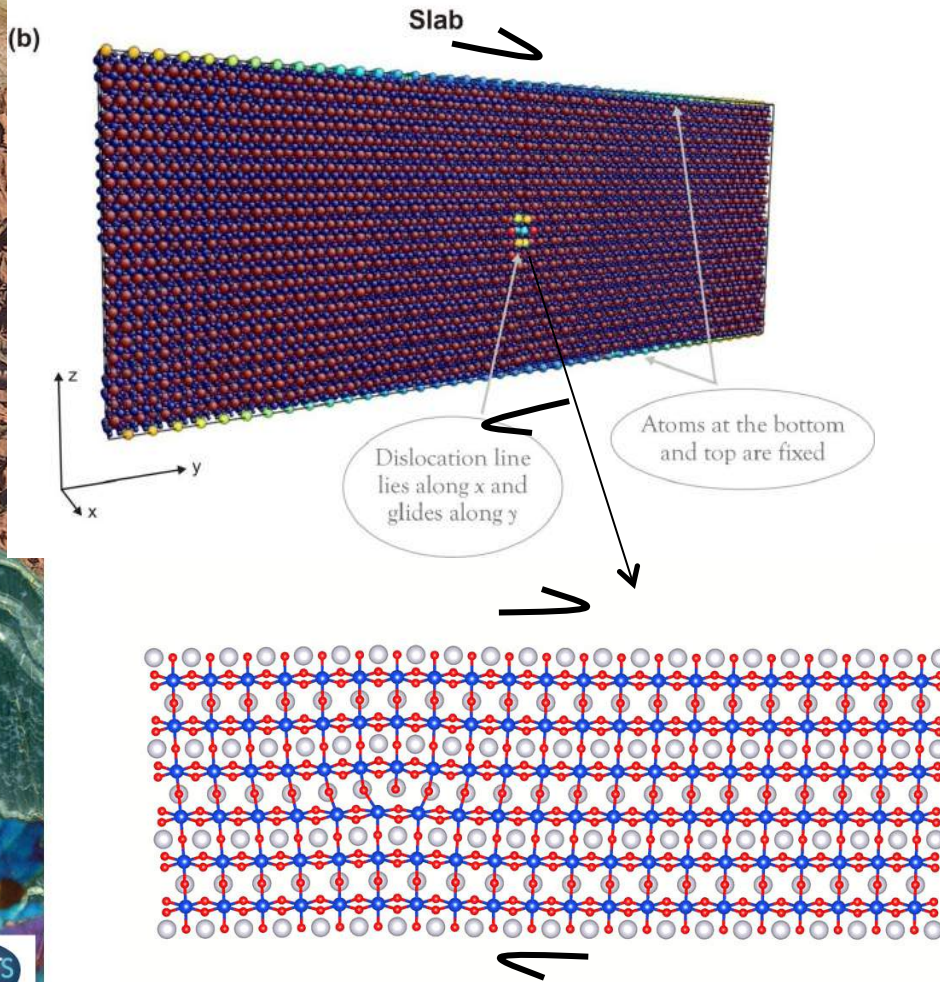 Slab
(b)
z
y
x
Dislocation line
lies along x and
glides along y
Atoms at the bottom
and top are fixed